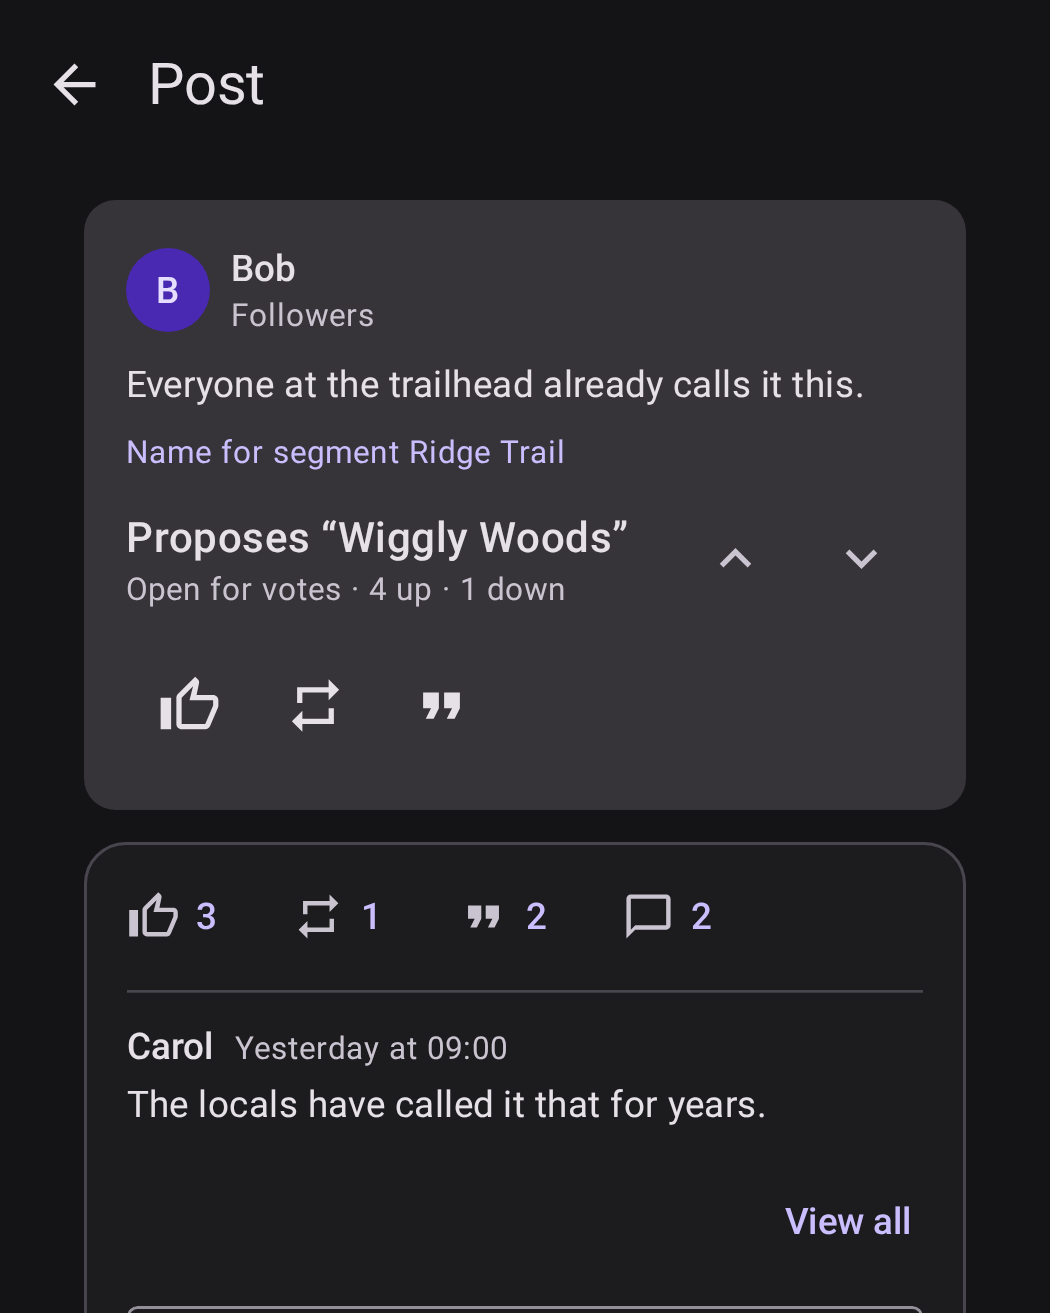 Post
B
Bob
Followers
Everyone at the trailhead already calls it this.
Name for segment Ridge Trail
Proposes “Wiggly Woods”
Open for votes · 4 up · 1 down
3 1 2 2
Carol Yesterday at 09:00
The locals have called it that for years.
View all